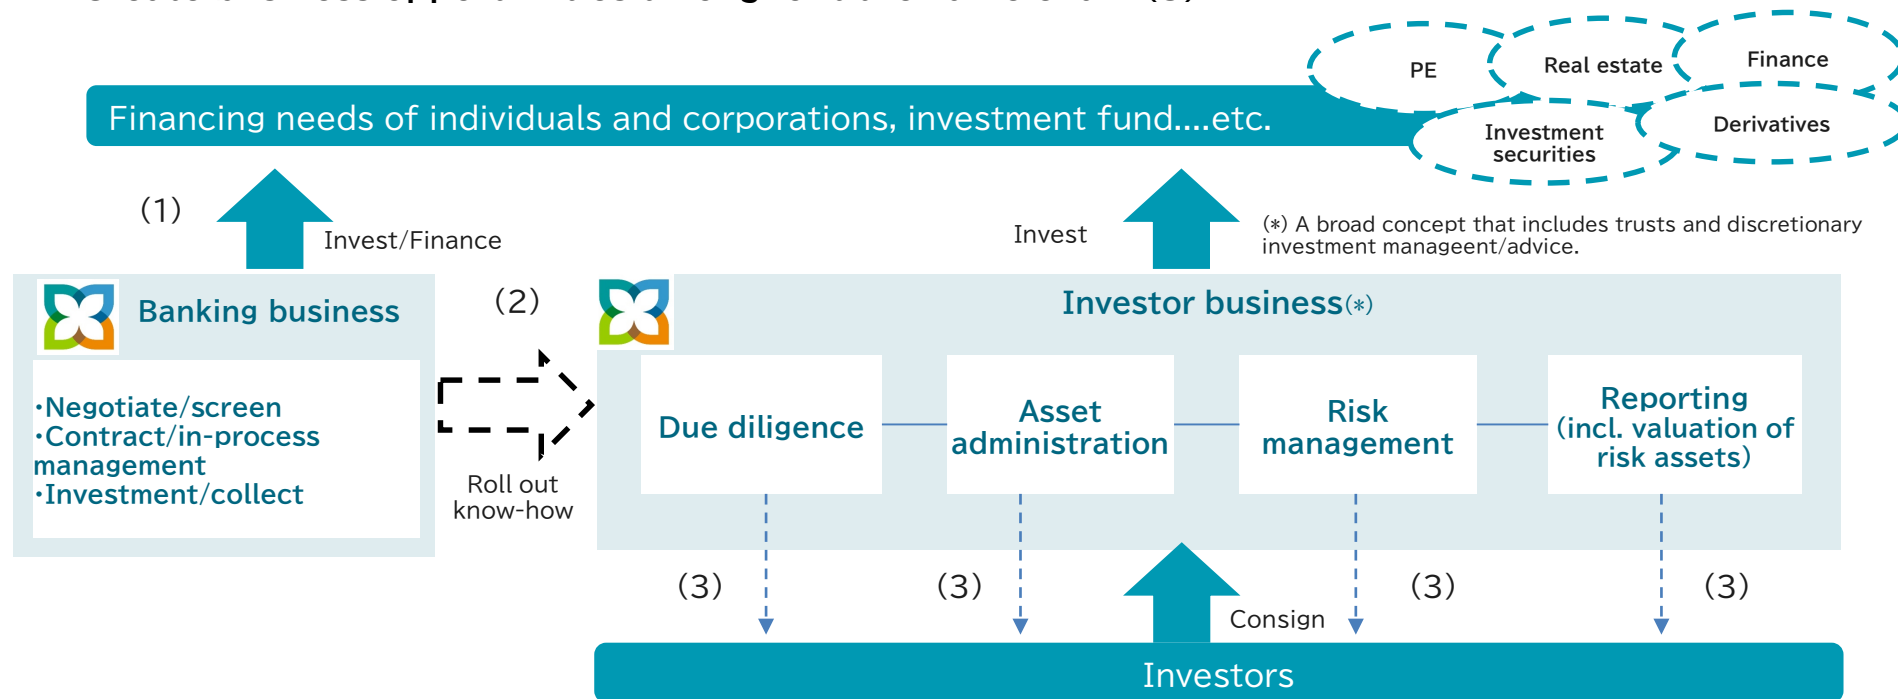 PE
Real estate
Finance
Financing needs of individuals and corporations, investment fund....etc.
Investment
securities
Derivatives
(1)
Invest/Finance
Invest
(*) A broad concept that includes trusts and discretionary
investment manageent/advice.
Banking business
(2)
Investor business(*)
・Negotiate/screen
・Contract/in-process
management
・Investment/collect
Roll out
know-how
Due diligence
Asset
administration
Risk
management
Reporting
(incl. valuation of
risk assets)
(3)
(3)
(3)
(3)
Consign
Investors